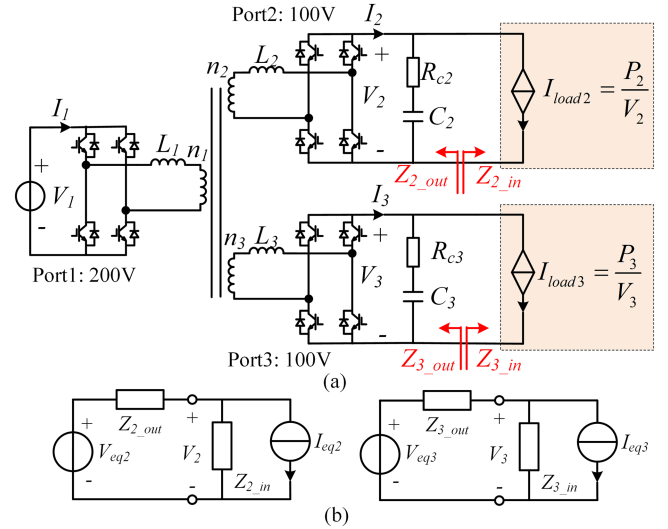 Port2: 100V
I2
n2
L2
+
V2
-
Rc2
C2
Iload2 = P2/V2
Z2_out
Z2_in
I1
L1
n1
+
V1
-
Port1: 200V
I3
n3
L3
+
V3
-
Rc3
C3
Iload3 = P3/V3
Z3_out
Z3_in
Port3: 100V
(a)
+
Veq2
-
Z2_out
+
V2
-
Z2_in
Ieq2
+
Veq3
-
Z3_out
+
V3
-
Z3_in
Ieq3
(b)